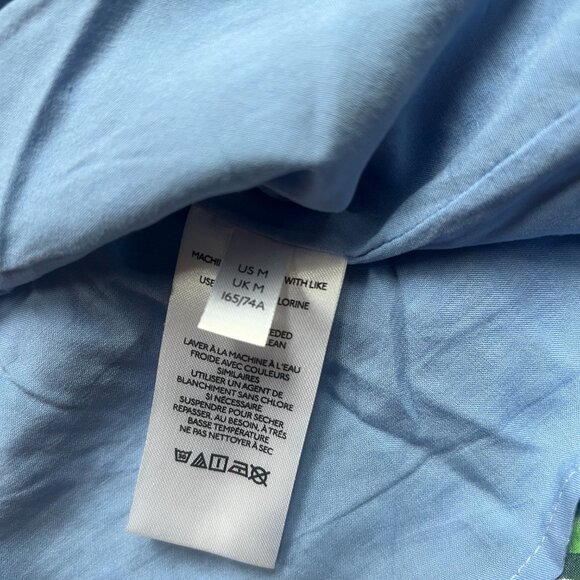 US M
UK M
165/74A
MACHI
WITH LIKE
USE
LORINE
EDED
LEAN
LAVER À LA MACHINE À L'EAU
FROIDE AVEC COULEURS
SIMILAIRES
UTILISER UN AGENT DE
BLANCHIMENT SANS CHLORE
SI NÉCESSAIRE
SUSPENDRE POUR SECHER
REPASSER, AU BESOIN, À TRÈS
BASSE TEMPÉRATURE
NE PAS NETTOYER À SEC